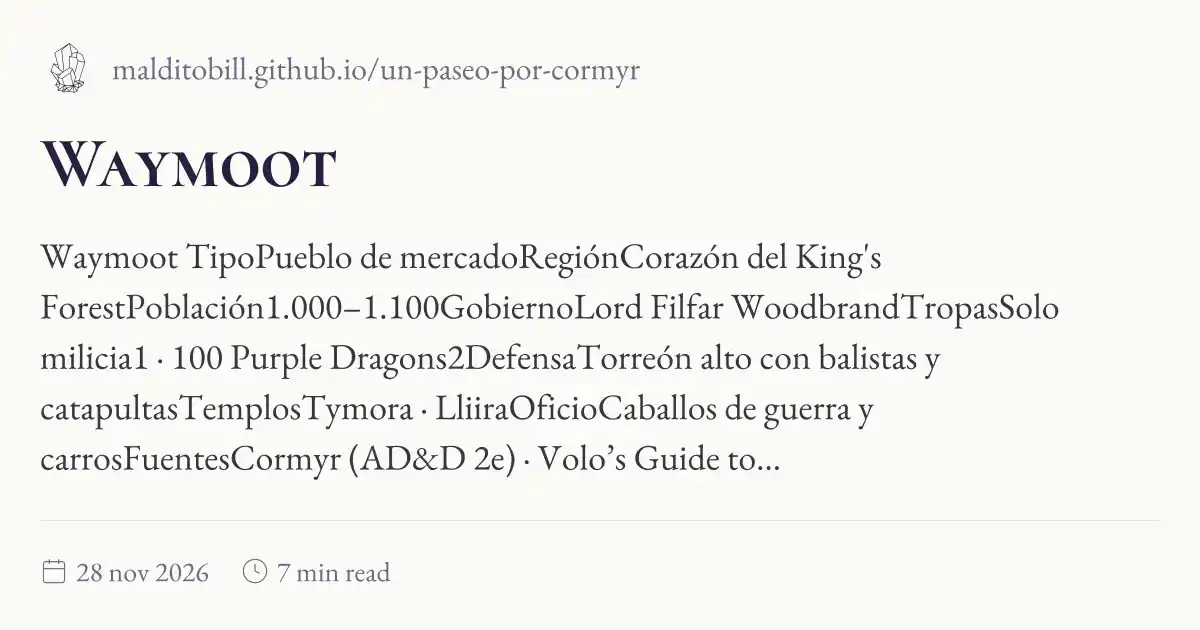 malditobill.github.io/un-paseo-por-cormyr
Waymoot
Waymoot TipoPueblo de mercadoRegiónCorazón del King's
ForestPoblación1.000–1.100GobiernoLord Filfar WoodbrandTropasSolo
milicia1 · 100 Purple Dragons2DefensaTorreón alto con balistas y
catapultasTemplosTymora · LliiraOficioCaballos de guerra y
carrosFuentesCormyr (AD&D 2e) · Volo’s Guide to...
28 nov 2026
7 min read